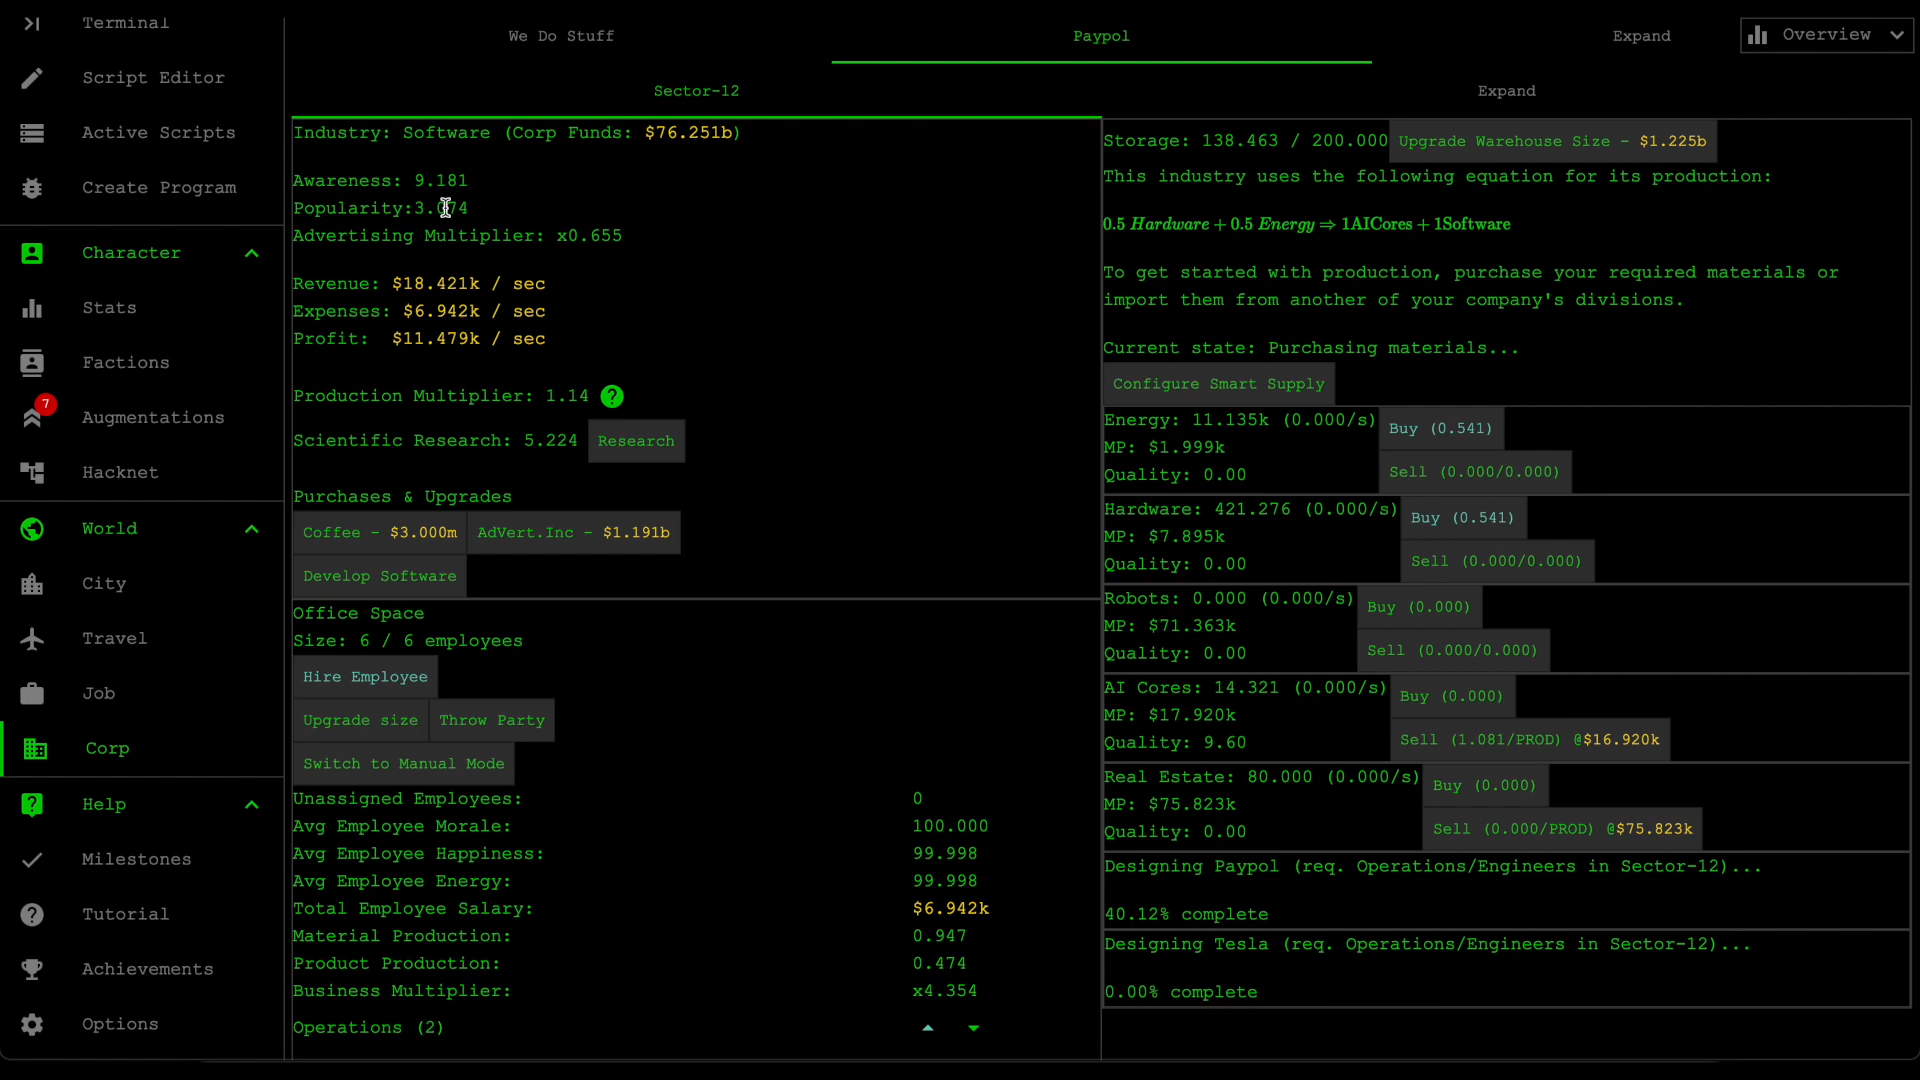 Terminal
Script Editor
Active Scripts
Create Program
Character
Stats
Factions
7
Augmentations
Hacknet
World
City
Travel
Job
Corp
Help
Milestones
Tutorial
Achievements
Options
We Do Stuff
Paypol
Expand
Overview
Sector-12
Expand
Industry: Software (Corp Funds: $76.251b)
Awareness: 9.181
Popularity:
Advertising Multiplier: x0.655
Revenue: $18.421k / sec
Expenses: $6.942k / sec
Profit: $11.479k / sec
Production Multiplier: 1.14 ?
Scientific Research: 5.224 Research
Purchases & Upgrades
Coffee - $3.000m AdVert.Inc - $1.191b
Develop Software
Office Space
Size: 6 / 6 employees
Hire Employee
Upgrade size Throw Party
Switch to Manual Mode
Unassigned Employees: 0
Avg Employee Morale: 100.000
Avg Employee Happiness: 99.998
Avg Employee Energy: 99.998
Total Employee Salary: $6.942k
Material Production: 0.947
Product Production: 0.474
Business Multiplier: x4.354
Operations (2)
Storage: 138.463 / 200.000 Upgrade Warehouse Size - $1.225b
This industry uses the following equation for its production:
0.5 Hardware + 0.5 Energy ⇒ 1AICores + 1Software
To get started with production, purchase your required materials or
import them from another of your company's divisions.
Current state: Purchasing materials...
Configure Smart Supply
Energy: 11.135k (0.000/s) Buy (0.541)
MP: $1.999k
Quality: 0.00 Sell (0.000/0.000)
Hardware: 421.276 (0.000/s) Buy (0.541)
MP: $7.895k
Quality: 0.00 Sell (0.000/0.000)
Robots: 0.000 (0.000/s) Buy (0.000)
MP: $71.363k
Quality: 0.00 Sell (0.000/0.000)
AI Cores: 14.321 (0.000/s) Buy (0.000)
MP: $17.920k
Quality: 9.60 Sell (1.081/PROD) @$16.920k
Real Estate: 80.000 (0.000/s) Buy (0.000)
MP: $75.823k
Quality: 0.00 Sell (0.000/PROD) @$75.823k
Designing Paypol (req. Operations/Engineers in Sector-12)...
40.12% complete
Designing Tesla (req. Operations/Engineers in Sector-12)...
0.00% complete